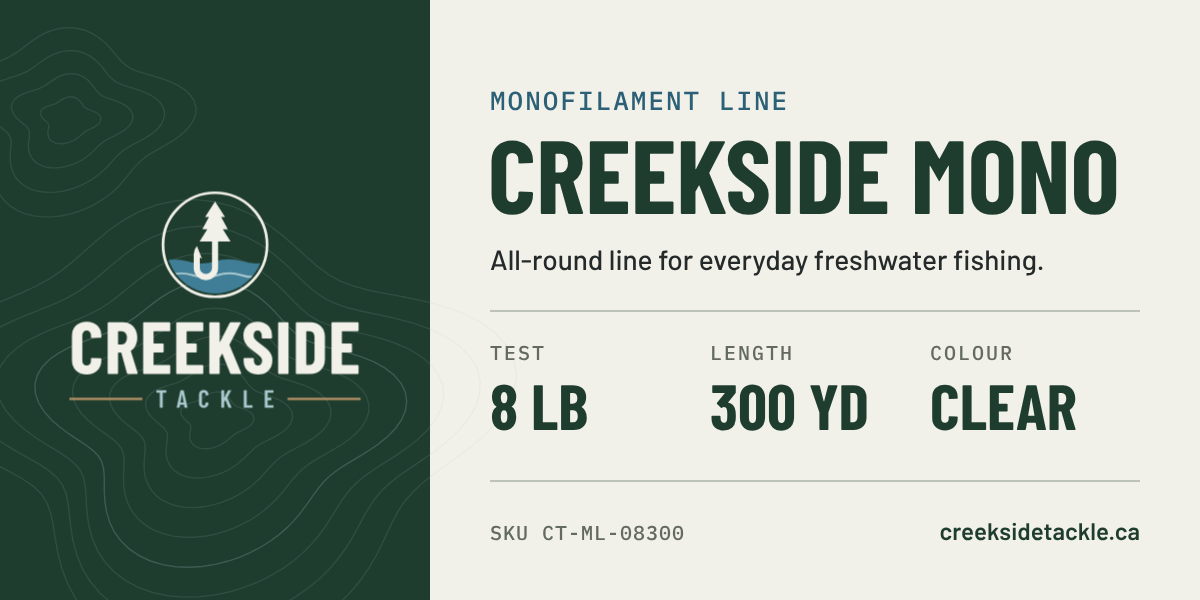 CREEKSIDE
TACKLE
MONOFILAMENT LINE
CREEKSIDE MONO
All-round line for everyday freshwater fishing.
TEST
8 LB
LENGTH
300 YD
COLOUR
CLEAR
SKU CT-ML-08300
creeksidetackle.ca